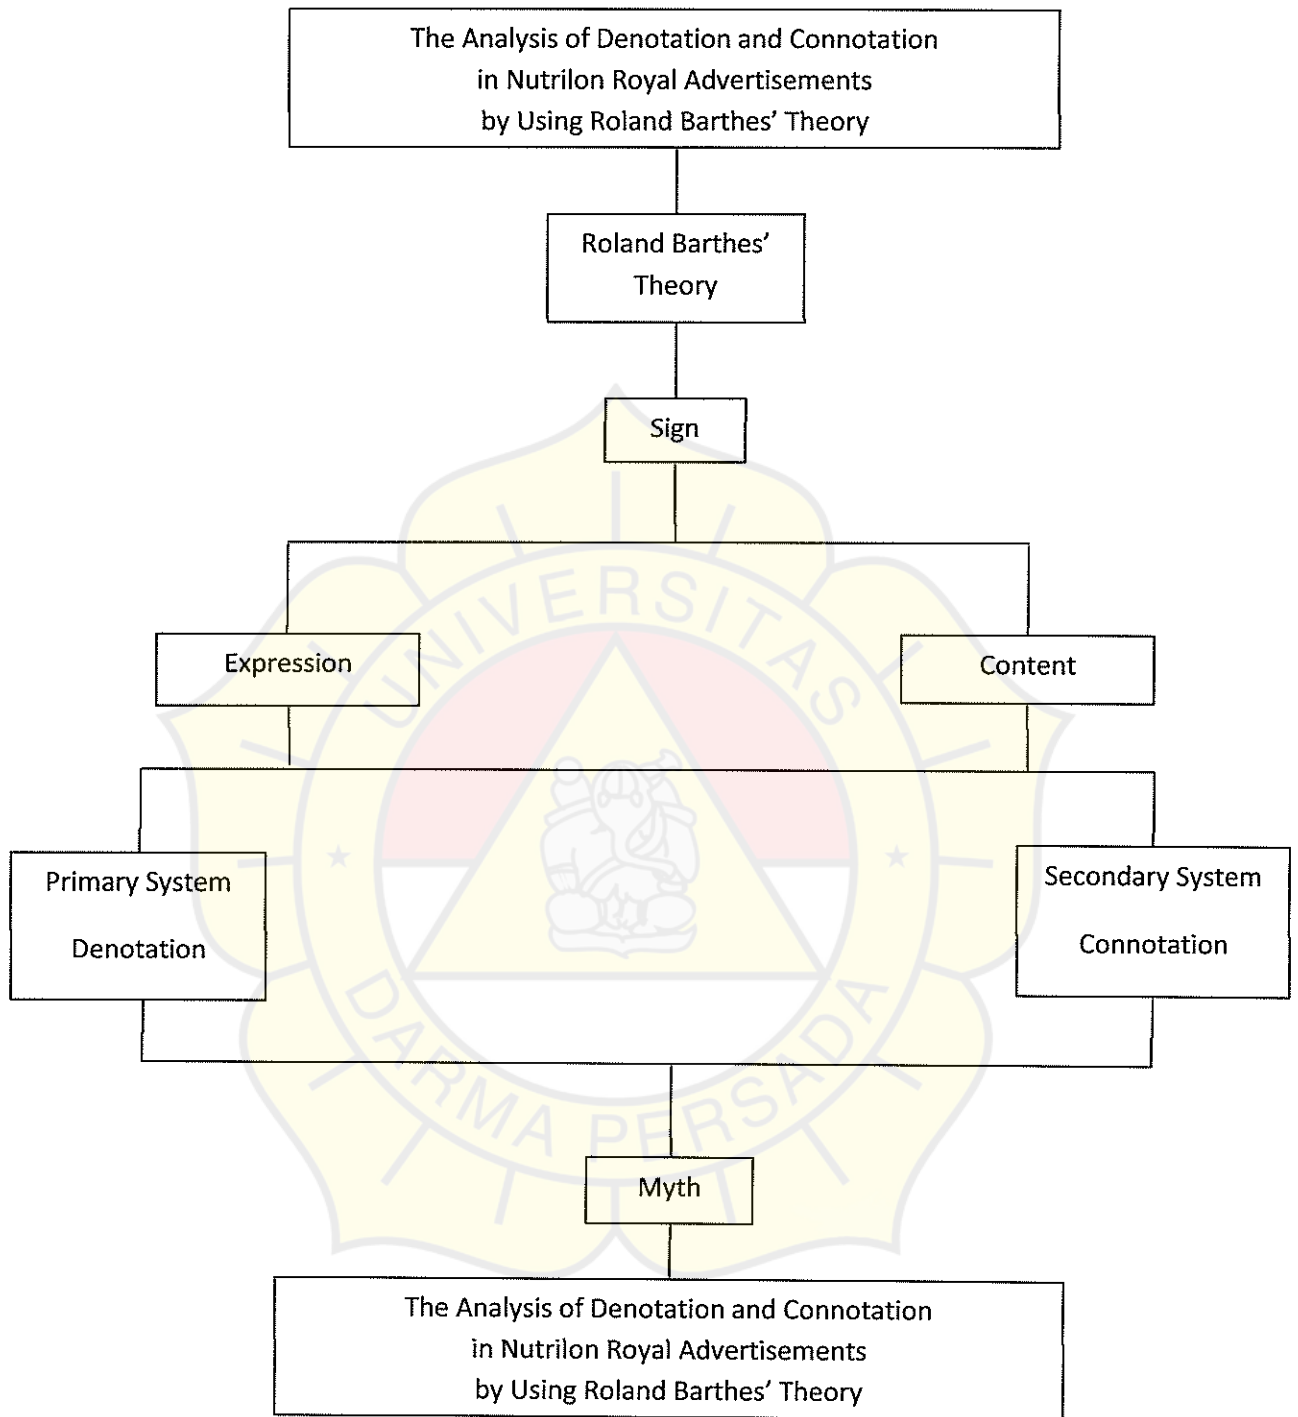 The Analysis of Denotation and Connotation
in Nutrilon Royal Advertisements
by Using Roland Barthes’ Theory
Roland Barthes’
Theory
Sign
Expression
Content
Primary System
Denotation
Secondary System
Connotation
Myth
The Analysis of Denotation and Connotation
in Nutrilon Royal Advertisements
by Using Roland Barthes’ Theory
UNIVERSITAS
DARMA PERSADA